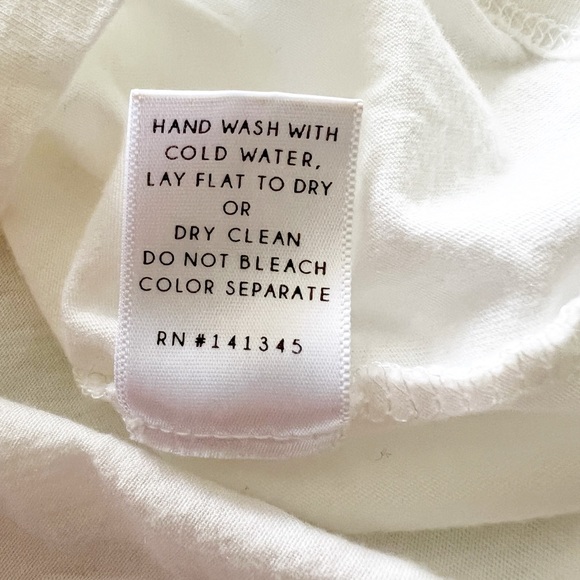 HAND WASH WITH
COLD WATER,
LAY FLAT TO DRY
OR
DRY CLEAN
DO NOT BLEACH
COLOR SEPARATE
RN #141345